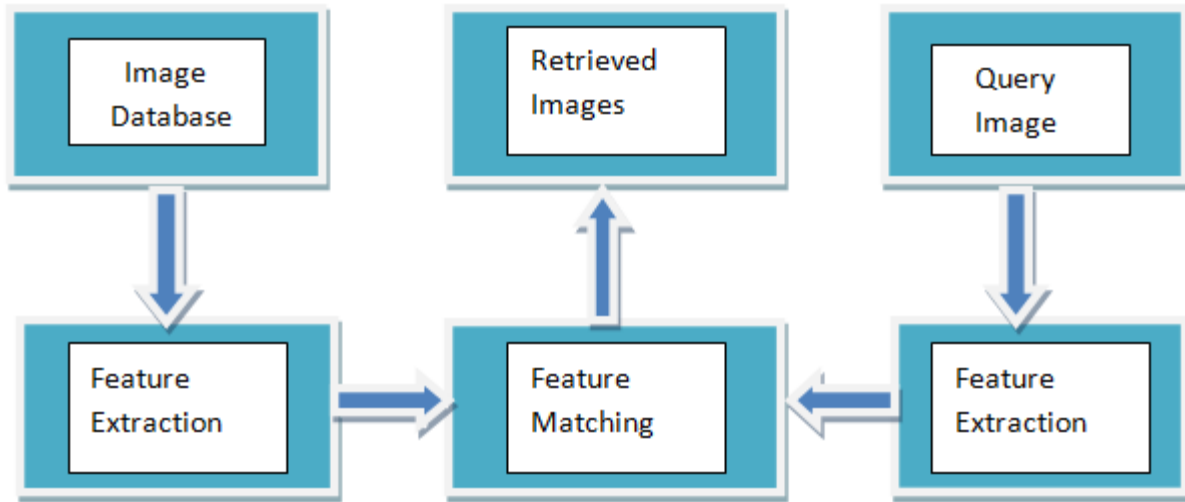 Image
Database
Retrieved
Images
Query
Image
Feature
Extraction
Feature
Matching
Feature
Extraction